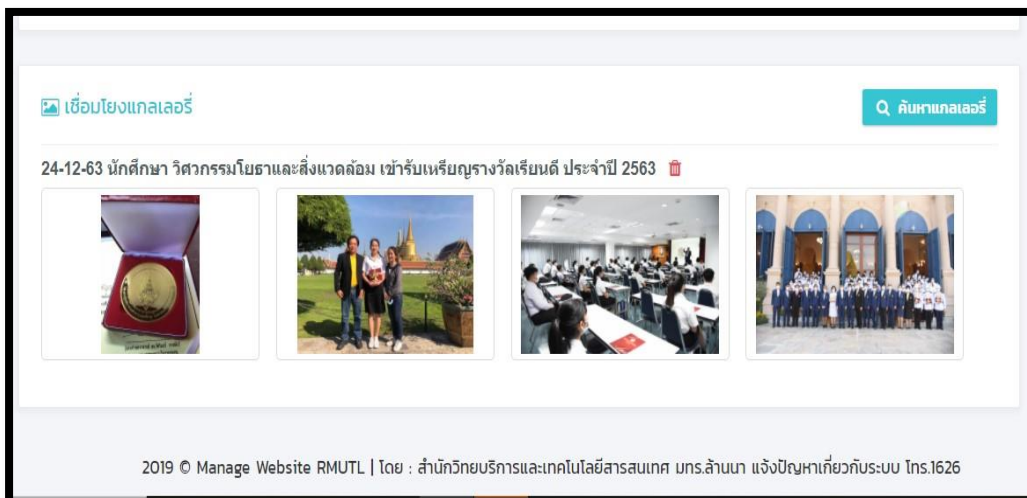 เชื่อมโยงแกลเลอรี่
ค้นหาแกลเลอรี่
24-12-63 นักศึกษา วิศวกรรมโยธาและสิ่งแวดล้อม เข้ารับเหรียญรางวัลเรียนดี ประจำปี 2563
2019 © Manage Website RMUTL | โดย : สำนักวิทยบริการและเทคโนโลยีสารสนเทศ มทร.ล้านนา แจ้งปัญหาเกี่ยวกับระบบ โทร.1626